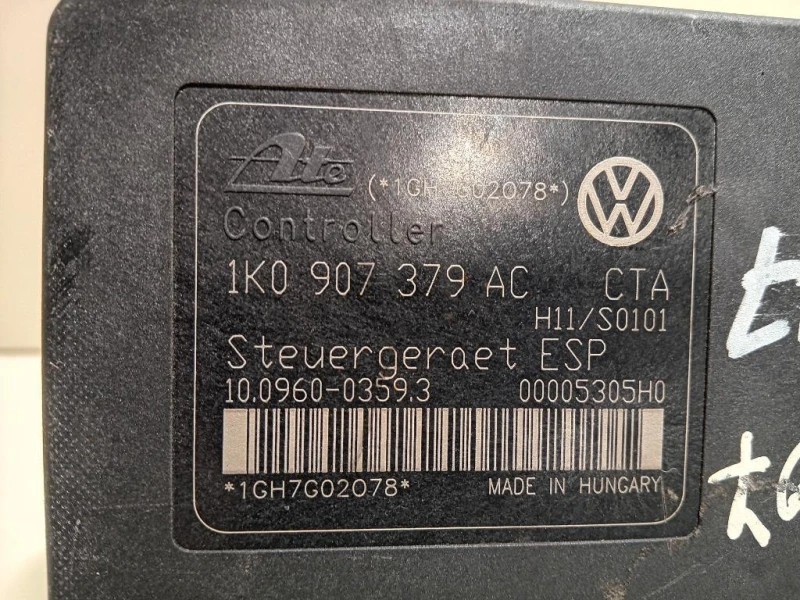 Ate (*1GH7G02078*)
Controller
1K0 907 379 AC CTA
H11/S0101
Steuergeraet ESP
10.0960-0359.3 00005305H0
*1GH7G02078* MADE IN HUNGARY